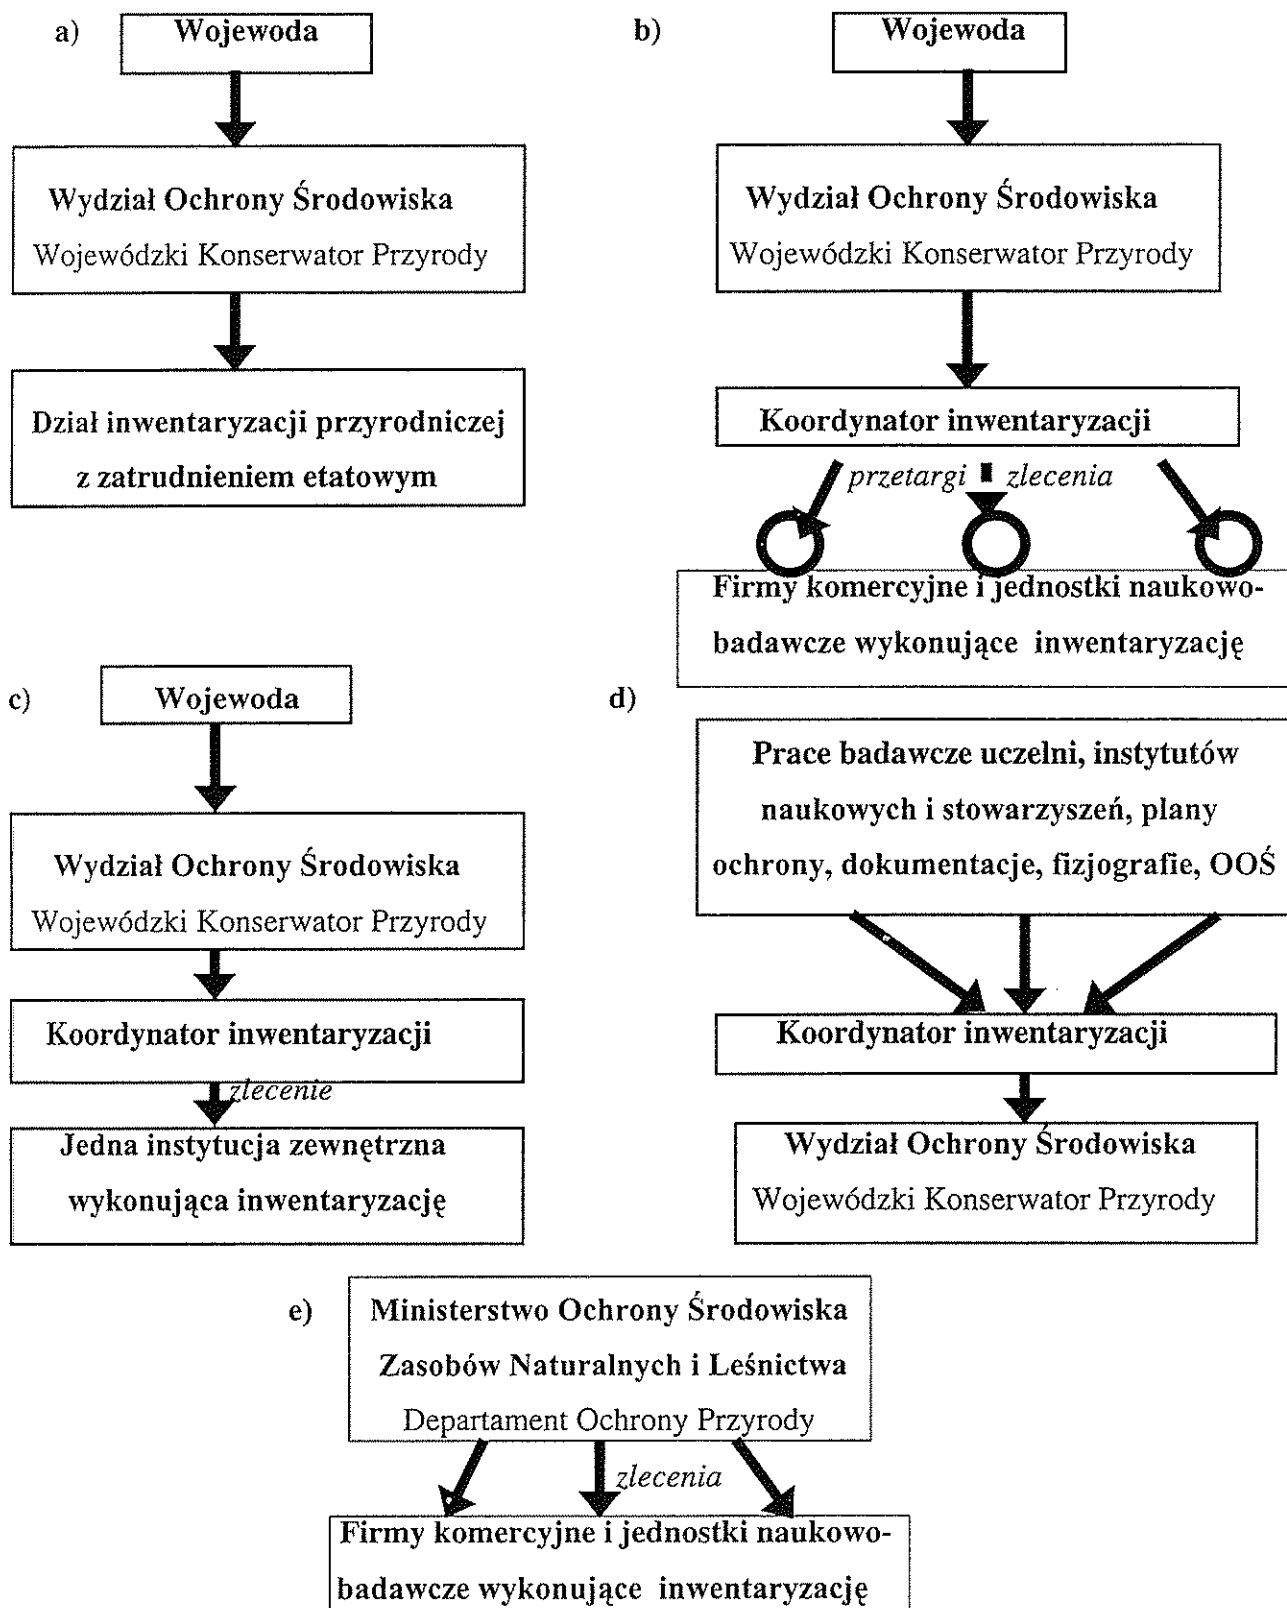 a)
Wojewoda
Wydział Ochrony Środowiska
Wojewódzki Konserwator Przyrody
Dział inwentaryzacji przyrodniczej
z zatrudnieniem etatowym
b)
Wojewoda
Wydział Ochrony Środowiska
Wojewódzki Konserwator Przyrody
Koordynator inwentaryzacji
przetargi zlecenia
Firmy komercyjne i jednostki naukowo-
badawcze wykonujące inwentaryzację
c)
Wojewoda
Wydział Ochrony Środowiska
Wojewódzki Konserwator Przyrody
Koordynator inwentaryzacji
zlecenie
Jedna instytucja zewnętrzna
wykonująca inwentaryzację
d)
Prace badawcze uczelni, instytutów
naukowych i stowarzyszeń, plany
ochrony, dokumentacje, fizjografie, OOŚ
Koordynator inwentaryzacji
Wydział Ochrony Środowiska
Wojewódzki Konserwator Przyrody
e)
Ministerstwo Ochrony Środowiska
Zasobów Naturalnych i Leśnictwa
Departament Ochrony Przyrody
zlecenia
Firmy komercyjne i jednostki naukowo-
badawcze wykonujące inwentaryzację